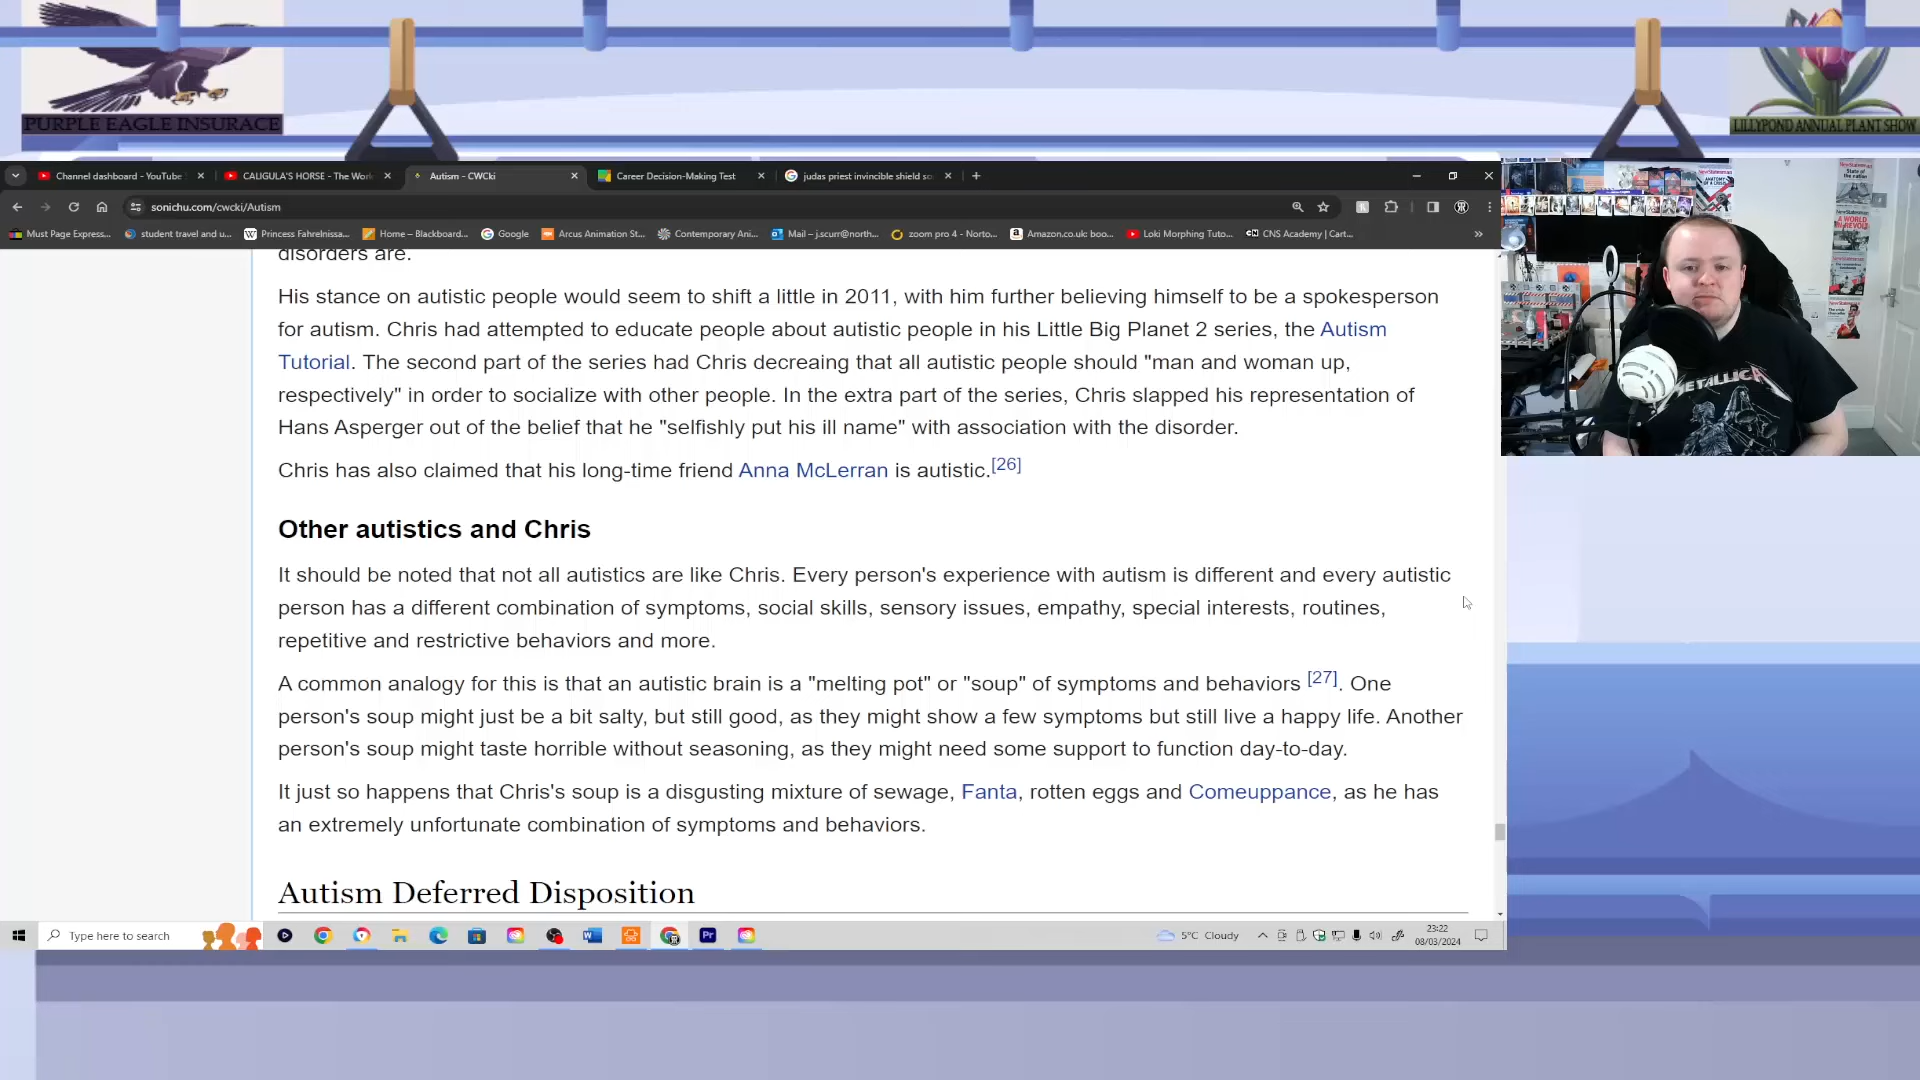 PURPLE EAGLE INSURACE
LILLYPOND ANNUAL PLANT SHOW
Channel dashboard - YouTube
CALIGULA'S HORSE - The Wor
Autism - CWCki
Career Decision-Making Test
judas priest invincible shield so
sonichu.com/cwcki/Autism
Must Page Express...
student travel and u...
Princess Fahrelnissa...
Home – Blackboard...
Google
Arcus Animation St...
Contemporary Ani...
Mail – j.scurr@north...
zoom pro 4 - Norto...
Amazon.co.uk: boo...
Loki Morphing Tuto...
CNS Academy | Cart...
»
disorders are.
His stance on autistic people would seem to shift a little in 2011, with him further believing himself to be a spokesperson
for autism. Chris had attempted to educate people about autistic people in his Little Big Planet 2 series, the Autism
Tutorial. The second part of the series had Chris decreaing that all autistic people should "man and woman up,
respectively" in order to socialize with other people. In the extra part of the series, Chris slapped his representation of
Hans Asperger out of the belief that he "selfishly put his ill name" with association with the disorder.
Chris has also claimed that his long-time friend Anna McLerran is autistic.[26]
Other autistics and Chris
It should be noted that not all autistics are like Chris. Every person's experience with autism is different and every autistic
person has a different combination of symptoms, social skills, sensory issues, empathy, special interests, routines,
repetitive and restrictive behaviors and more.
A common analogy for this is that an autistic brain is a "melting pot" or "soup" of symptoms and behaviors [27]. One
person's soup might just be a bit salty, but still good, as they might show a few symptoms but still live a happy life. Another
person's soup might taste horrible without seasoning, as they might need some support to function day-to-day.
It just so happens that Chris's soup is a disgusting mixture of sewage, Fanta, rotten eggs and Comeuppance, as he has
an extremely unfortunate combination of symptoms and behaviors.
Autism Deferred Disposition
Type here to search
5°C Cloudy
23:22
08/03/2024
METALLICA